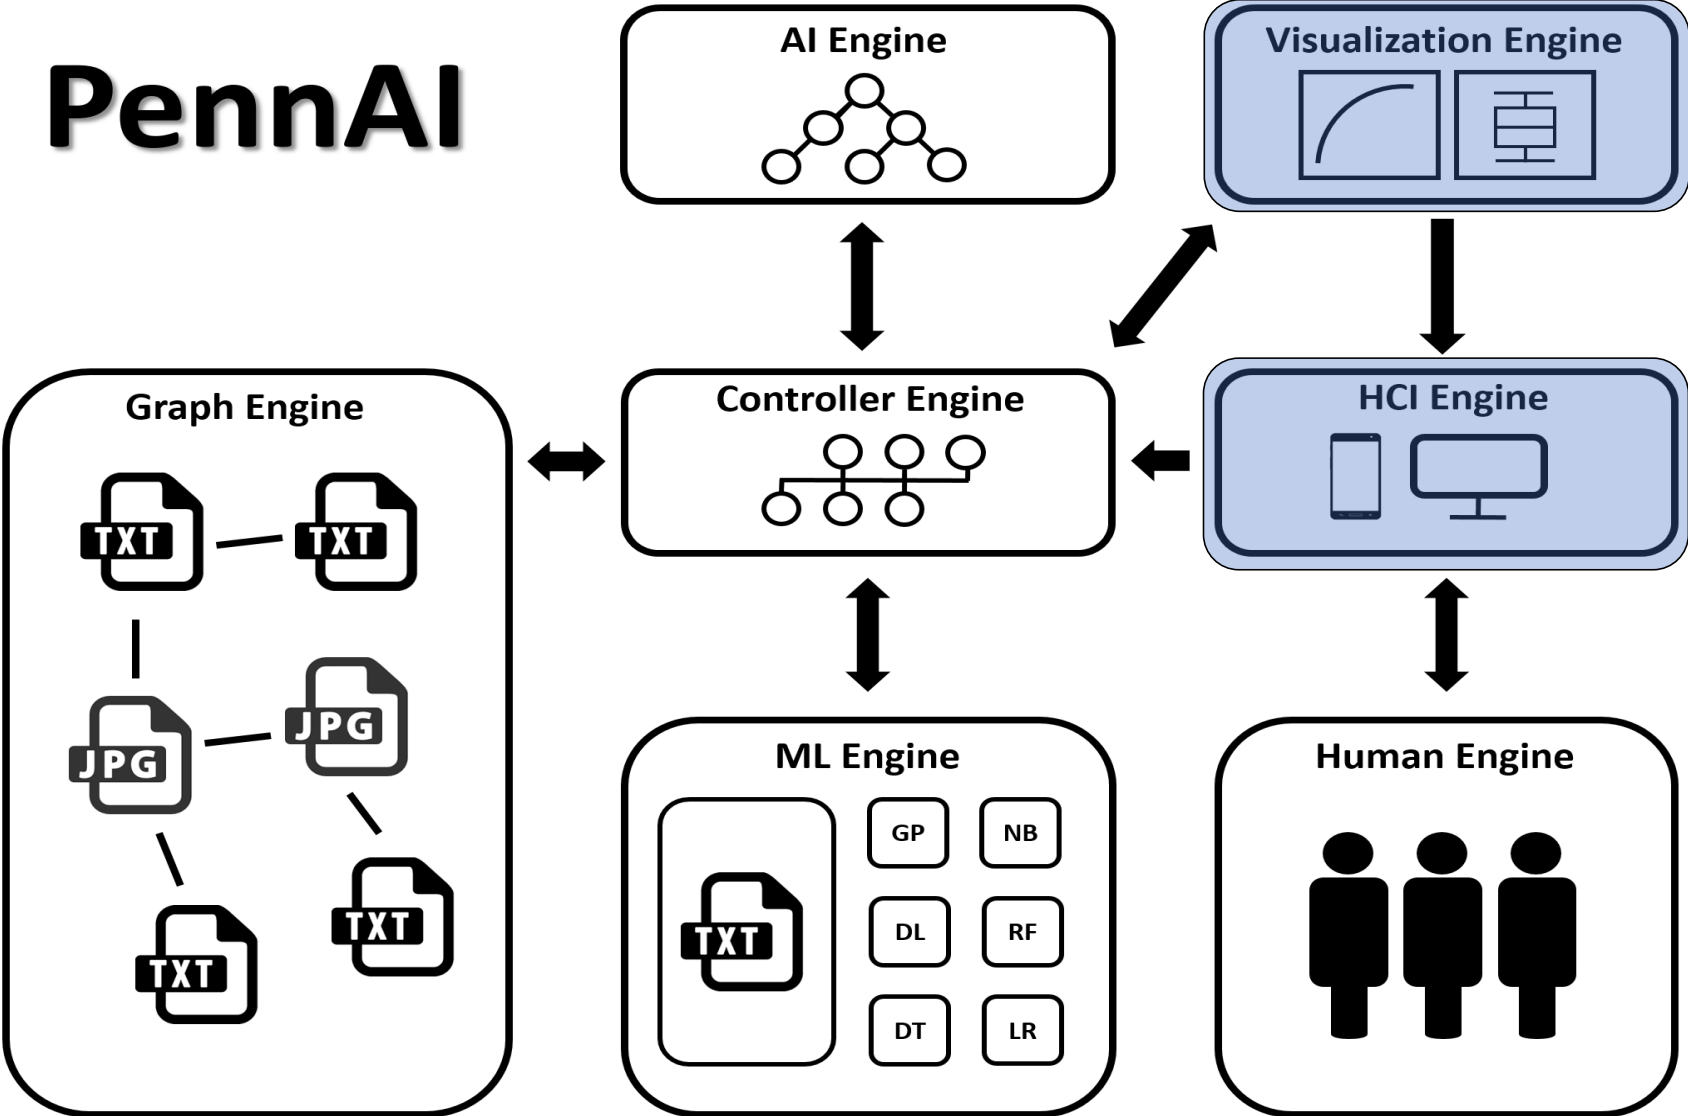 PennAI
AI Engine
Visualization Engine
Graph Engine
TXT
TXT
JPG
JPG
TXT
TXT
Controller Engine
HCI Engine
ML Engine
TXT
GP
NB
DL
RF
DT
LR
Human Engine